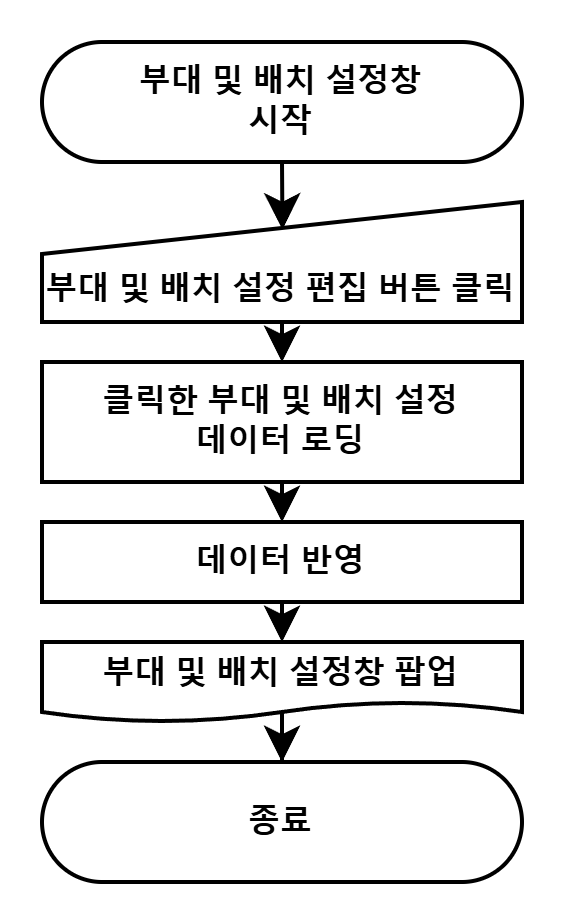 부대 및 배치 설정창
시작
부대 및 배치 설정 편집 버튼 클릭
클릭한 부대 및 배치 설정
데이터 로딩
데이터 반영
부대 및 배치 설정창 팝업
종료